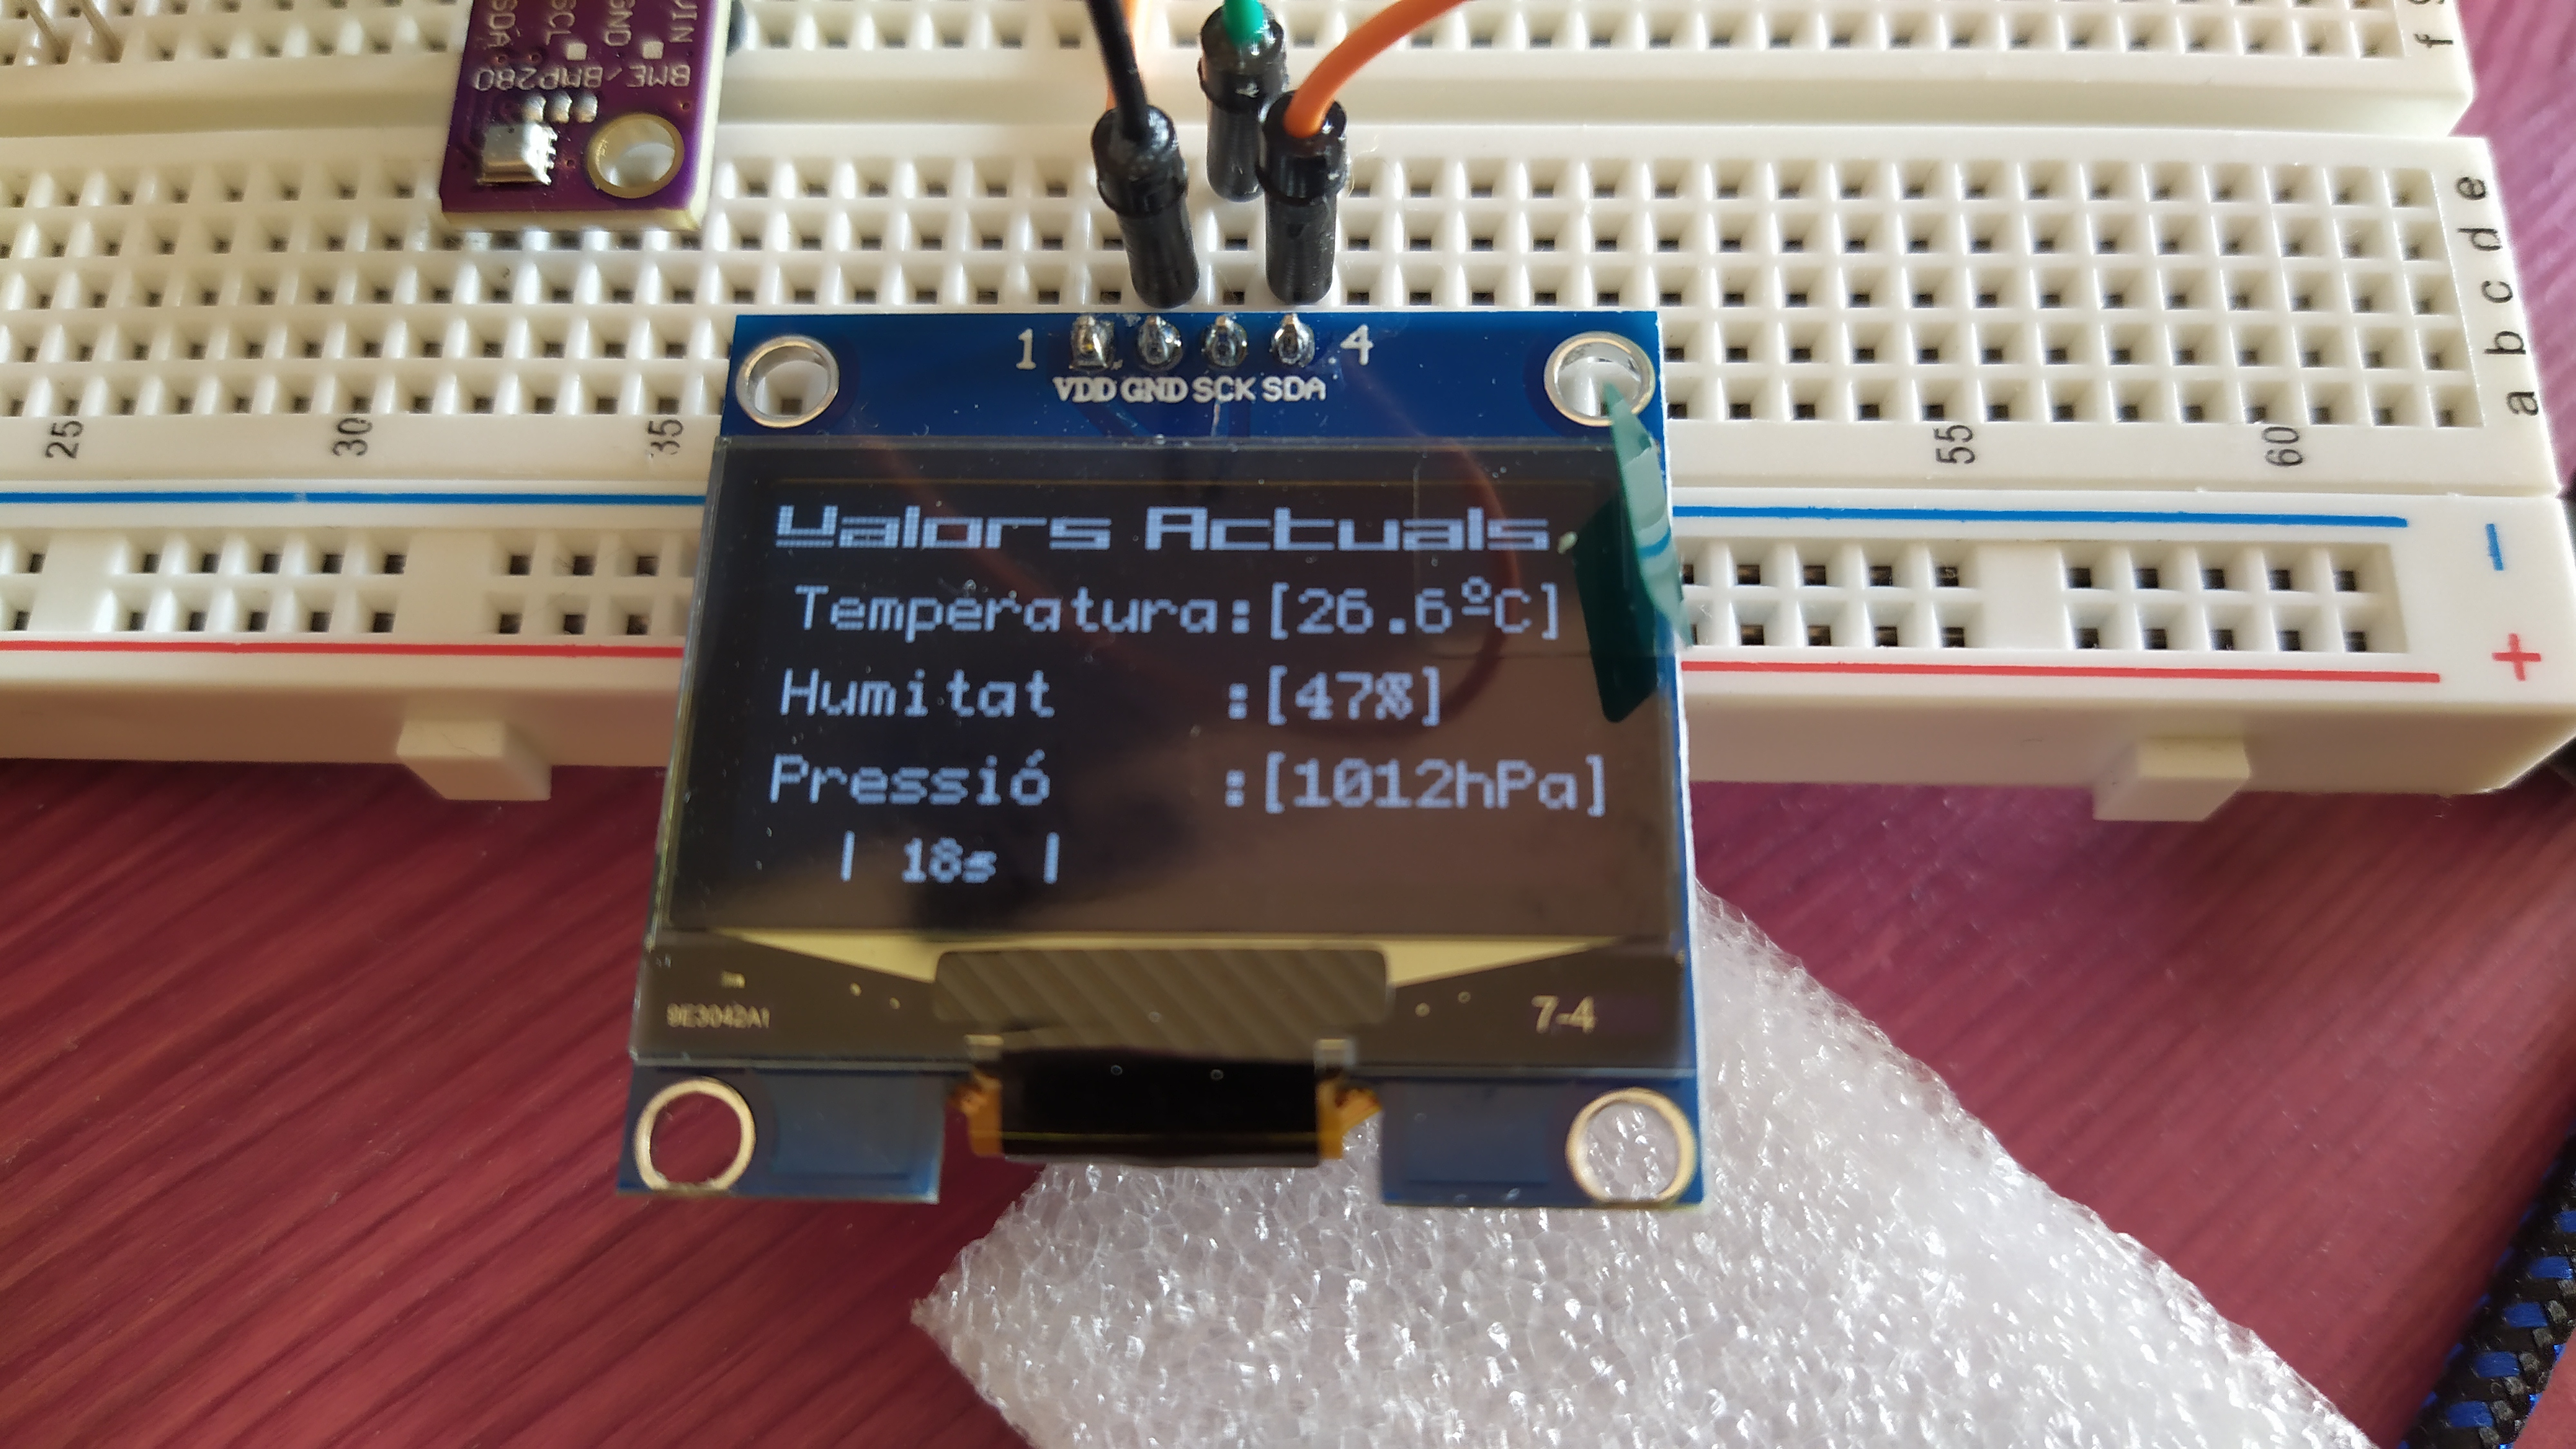 VIN
GND
SCL
SDA
BME/BMP280
f
e
d
c
b
a
25
30
35
55
60
1 4
VDD GND SCK SDA
Valors Actuals
Temperatura:[26.6ºC]
Humitat :[47%]
Pressió :[1012hPa]
| 18s |
9E3042A1
7-4
-
+